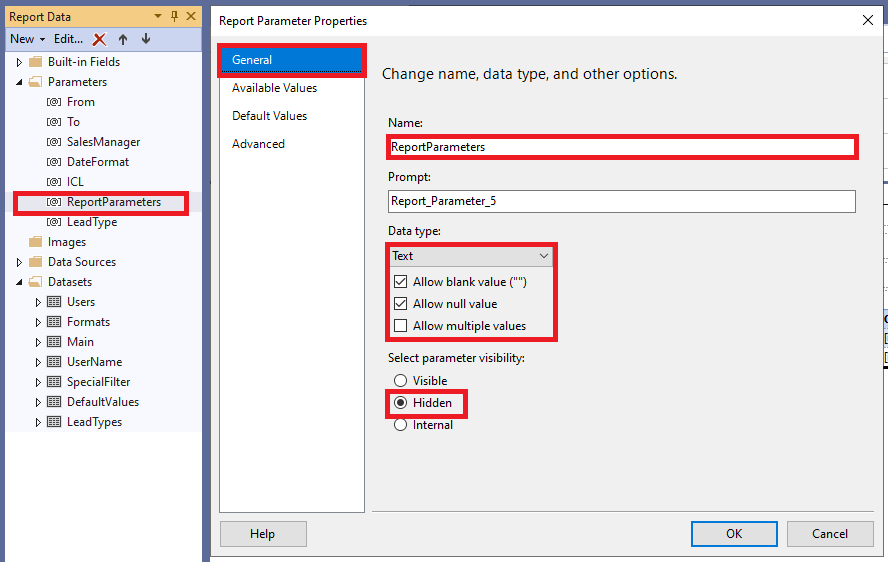 Report Data
New Edit...
Built-in Fields
Parameters
[@] From
[@] To
[@] SalesManager
[@] DateFormat
[@] ICL
[@] ReportParameters
[@] LeadType
Images
Data Sources
Datasets
Users
Formats
Main
UserName
SpecialFilter
DefaultValues
LeadTypes
Report Parameter Properties
General
Available Values
Default Values
Advanced
Change name, data type, and other options.
Name:
ReportParameters
Prompt:
Report_Parameter_5
Data type:
Text
Allow blank value ("")
Allow null value
Allow multiple values
Select parameter visibility:
Visible
Hidden
Internal
Help
OK
Cancel